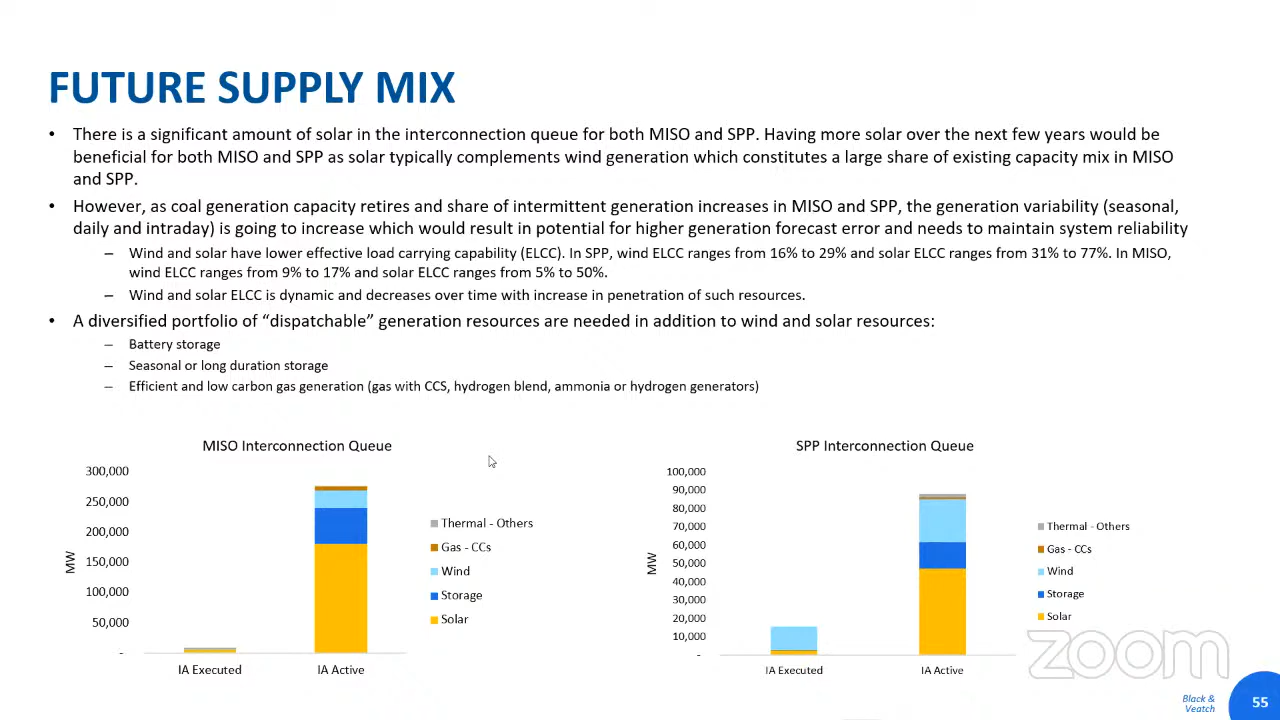 FUTURE SUPPLY MIX
• There is a significant amount of solar in the interconnection queue for both MISO and SPP. Having more solar over the next few years would be
beneficial for both MISO and SPP as solar typically complements wind generation which constitutes a large share of existing capacity mix in MISO
and SPP.
• However, as coal generation capacity retires and share of intermittent generation increases in MISO and SPP, the generation variability (seasonal,
daily and intraday) is going to increase which would result in potential for higher generation forecast error and needs to maintain system reliability
– Wind and solar have lower effective load carrying capability (ELCC). In SPP, wind ELCC ranges from 16% to 29% and solar ELCC ranges from 31% to 77%. In MISO,
wind ELCC ranges from 9% to 17% and solar ELCC ranges from 5% to 50%.
– Wind and solar ELCC is dynamic and decreases over time with increase in penetration of such resources.
• A diversified portfolio of “dispatchable” generation resources are needed in addition to wind and solar resources:
– Battery storage
– Seasonal or long duration storage
– Efficient and low carbon gas generation (gas with CCS, hydrogen blend, ammonia or hydrogen generators)
MISO Interconnection Queue
300,000
250,000
200,000
150,000
100,000
50,000
-
MW
IA Executed
IA Active
Thermal - Others
Gas - CCs
Wind
Storage
Solar
SPP Interconnection Queue
100,000
90,000
80,000
70,000
60,000
50,000
40,000
30,000
20,000
10,000
-
MW
IA Executed
IA Active
Thermal - Others
Gas - CCs
Wind
Storage
Solar
zoom
Black &
Veatch
55